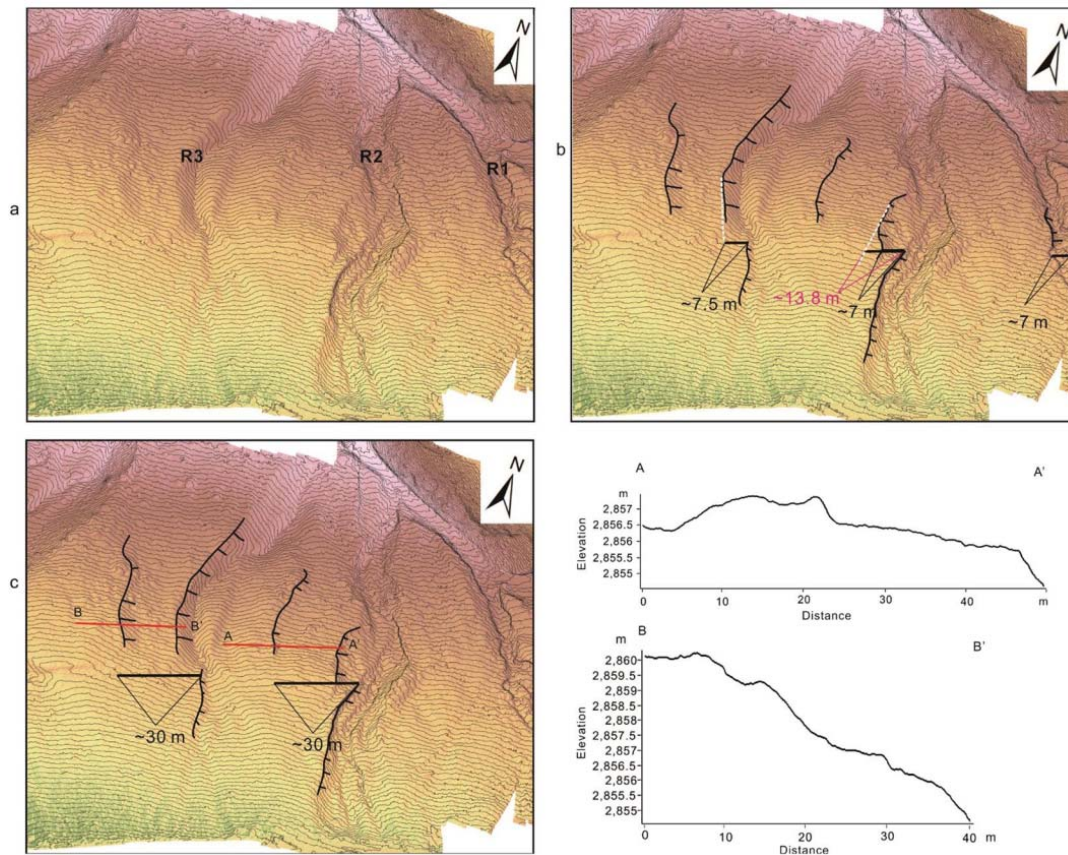 N
R3
R2
R1
a
N
b
~7.5 m
~13.8 m
~7 m
~7 m
N
c
B
B'
A
A'
~30 m
~30 m
A
A'
m
2,857
2,856.5
2,856
2,855.5
2,855
Elevation
0
10
20
30
40
m
Distance
B
B'
m
2,860
2,659.5
2,859
2,858.5
2,858
2,857.5
2,857
2,856.5
2,856
2,855.5
2,855
Elevation
0
10
20
30
40
m
Distance